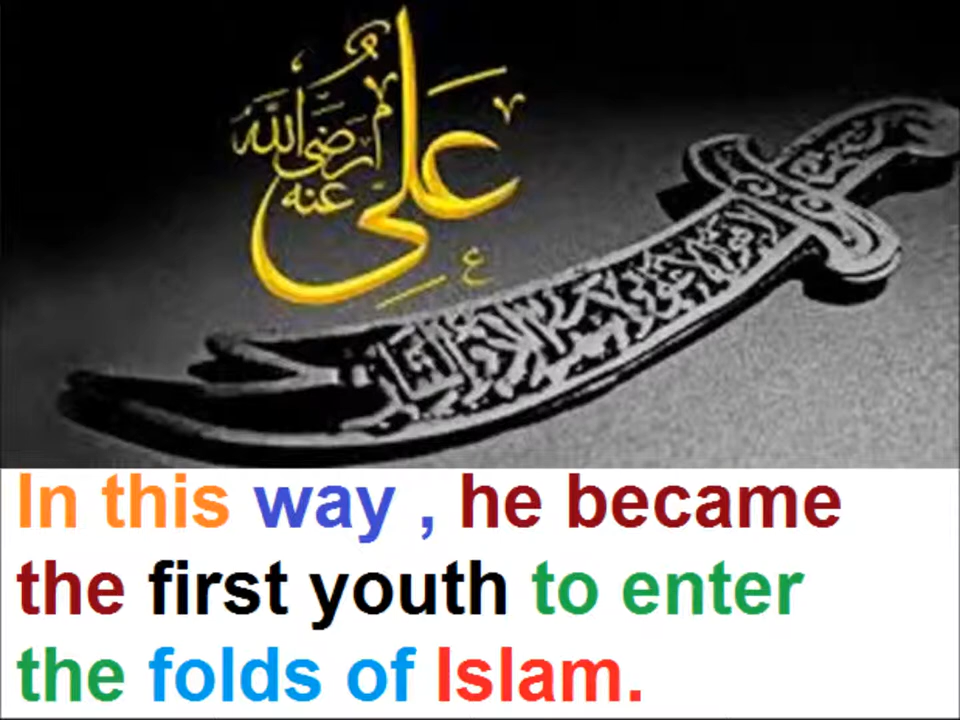 علي رضي الله عنه
In this way , he became
the first youth to enter
the folds of Islam.